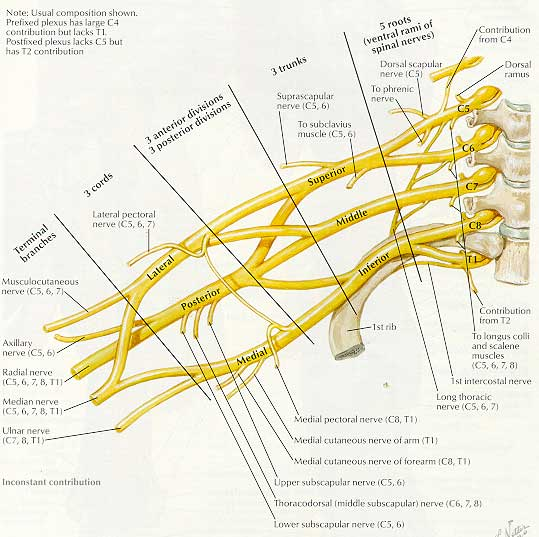 Note: Usual composition shown.
Prefixed plexus has large C4
contribution but lacks T1.
Postfixed plexus lacks C5 but
has T2 contribution
5 roots
(ventral rami of
spinal nerves)
Contribution
from C4
3 trunks
Dorsal scapular
nerve (C5)
Dorsal
ramus
Suprascapular
nerve (C5, 6)
To phrenic
nerve
3 anterior divisions
3 posterior divisions
To subclavius
muscle (C5, 6)
C5
C6
3 cords
Superior
C7
Lateral pectoral
nerve (C5, 6, 7)
Middle
C8
Terminal
branches
Lateral
Inferior
T1
Musculocutaneous
nerve (C5, 6, 7)
Posterior
Contribution
from T2
1st rib
Axillary
nerve (C5, 6)
Medial
To longus colli
and scalene
muscles
(C5, 6, 7, 8)
Radial nerve
(C5, 6, 7, 8, T1)
1st intercostal nerve
Median nerve
(C5, 6, 7, 8, T1)
Long thoracic
nerve (C5, 6, 7)
Ulnar nerve
(C7, 8, T1)
Medial pectoral nerve (C8, T1)
Medial cutaneous nerve of arm (T1)
Medial cutaneous nerve of forearm (C8, T1)
Inconstant contribution
Upper subscapular nerve (C5, 6)
Thoracodorsal (middle subscapular) nerve (C6, 7, 8)
Lower subscapular nerve (C5, 6)